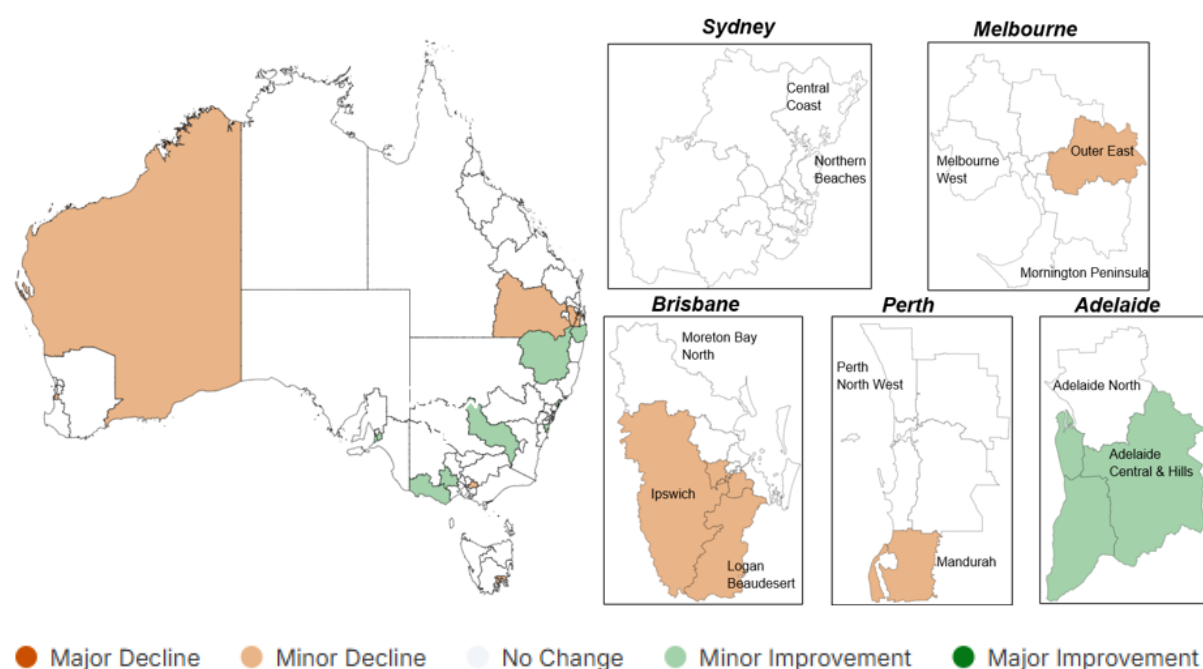 Sydney
Central
Coast
Northern
Beaches
Melbourne
Outer East
Melbourne
West
Mornington Peninsula
Brisbane
Moreton Bay
North
Ipswich
Logan
Beaudesert
Perth
Perth
North West
Mandurah
Adelaide
Adelaide North
Adelaide
Central & Hills
Major Decline
Minor Decline
No Change
Minor Improvement
Major Improvement